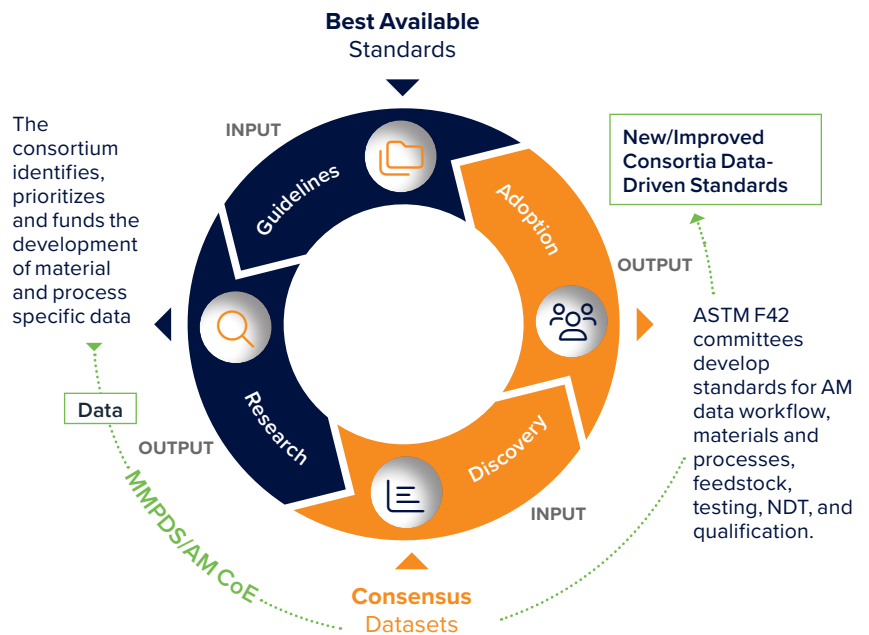 Best Available
Standards
INPUT
The
consortium
identifies,
prioritizes
and funds the
development
of material
and process
specific data
Guidelines
Adoption
New/Improved
Consortia Data-
Driven Standards
OUTPUT
ASTM F42
committees
develop
standards for AM
data workflow,
materials and
processes,
feedstock,
testing, NDT, and
qualification.
Data
OUTPUT
Research
Discovery
INPUT
MMPDS/AM CoE
Consensus
Datasets